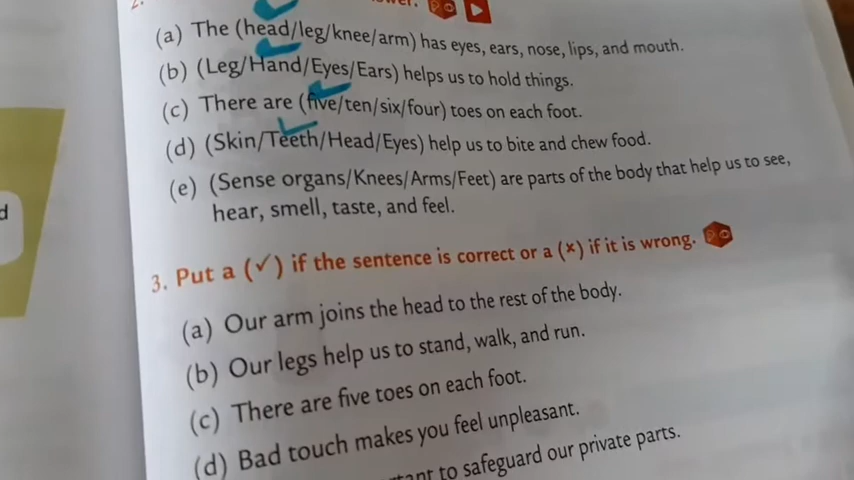 2.
(a) The (head/leg/knee/arm) has eyes, ears, nose, lips, and mouth.
(b) (Leg/Hand/Eyes/Ears) helps us to hold things.
(c) There are (five/ten/six/four) toes on each foot.
(d) (Skin/Teeth/Head/Eyes) help us to bite and chew food.
(e) (Sense organs/Knees/Arms/Feet) are parts of the body that help us to see,
hear, smell, taste, and feel.
3. Put a (✓) if the sentence is correct or a (×) if it is wrong.
(a) Our arm joins the head to the rest of the body.
(b) Our legs help us to stand, walk, and run.
(c) There are five toes on each foot.
(d) Bad touch makes you feel unpleasant.
to safeguard our private parts.
d